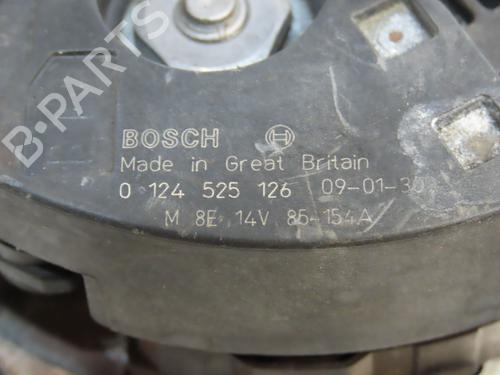 B-PARTS
BOSCH
Made in Great Britain
0 124 525 126 09-01-30
M 8E 14V 85-154A